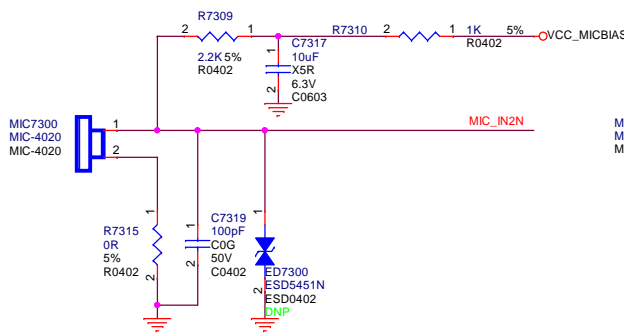 R7309
2
1
2.2K 5%
R0402
C7317
10uF
X5R
6.3V
C0603
1
2
R7310
2
1
1K
5%
R0402
VCC_MICBIAS
MIC7300
MIC-4020
MIC-4020
1
2
MIC_IN2N
M
M
M
R7315
0R
5%
R0402
1
2
C7319
100pF
C0G
50V
C0402
1
2
ED7300
ESD5451N
ESD0402
DNP
1
2